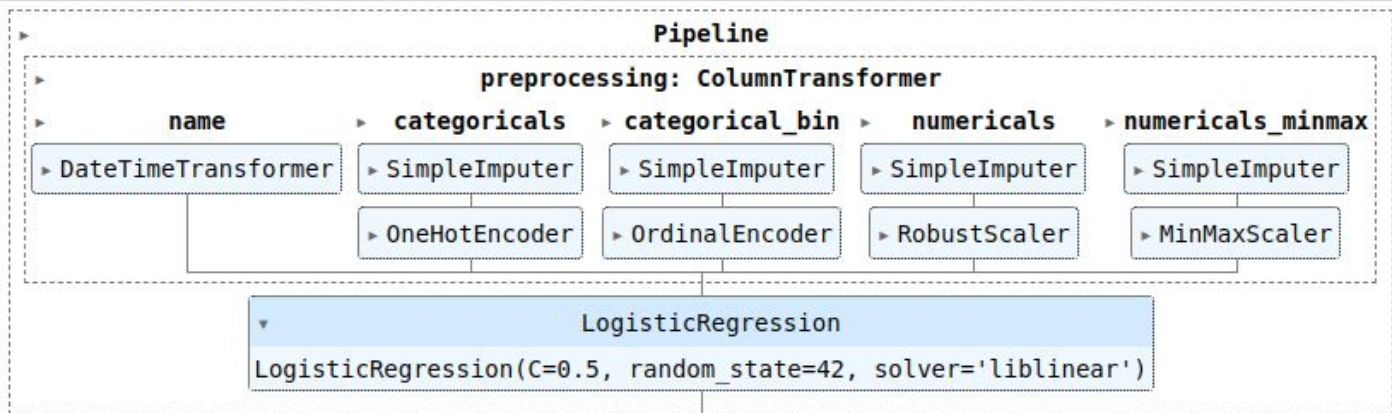 Pipeline
preprocessing: ColumnTransformer
name categoricals categorical_bin numericals numericals_minmax
DateTimeTransformer SimpleImputer SimpleImputer SimpleImputer SimpleImputer
OneHotEncoder OrdinalEncoder RobustScaler MinMaxScaler
LogisticRegression
LogisticRegression(C=0.5, random_state=42, solver='liblinear')